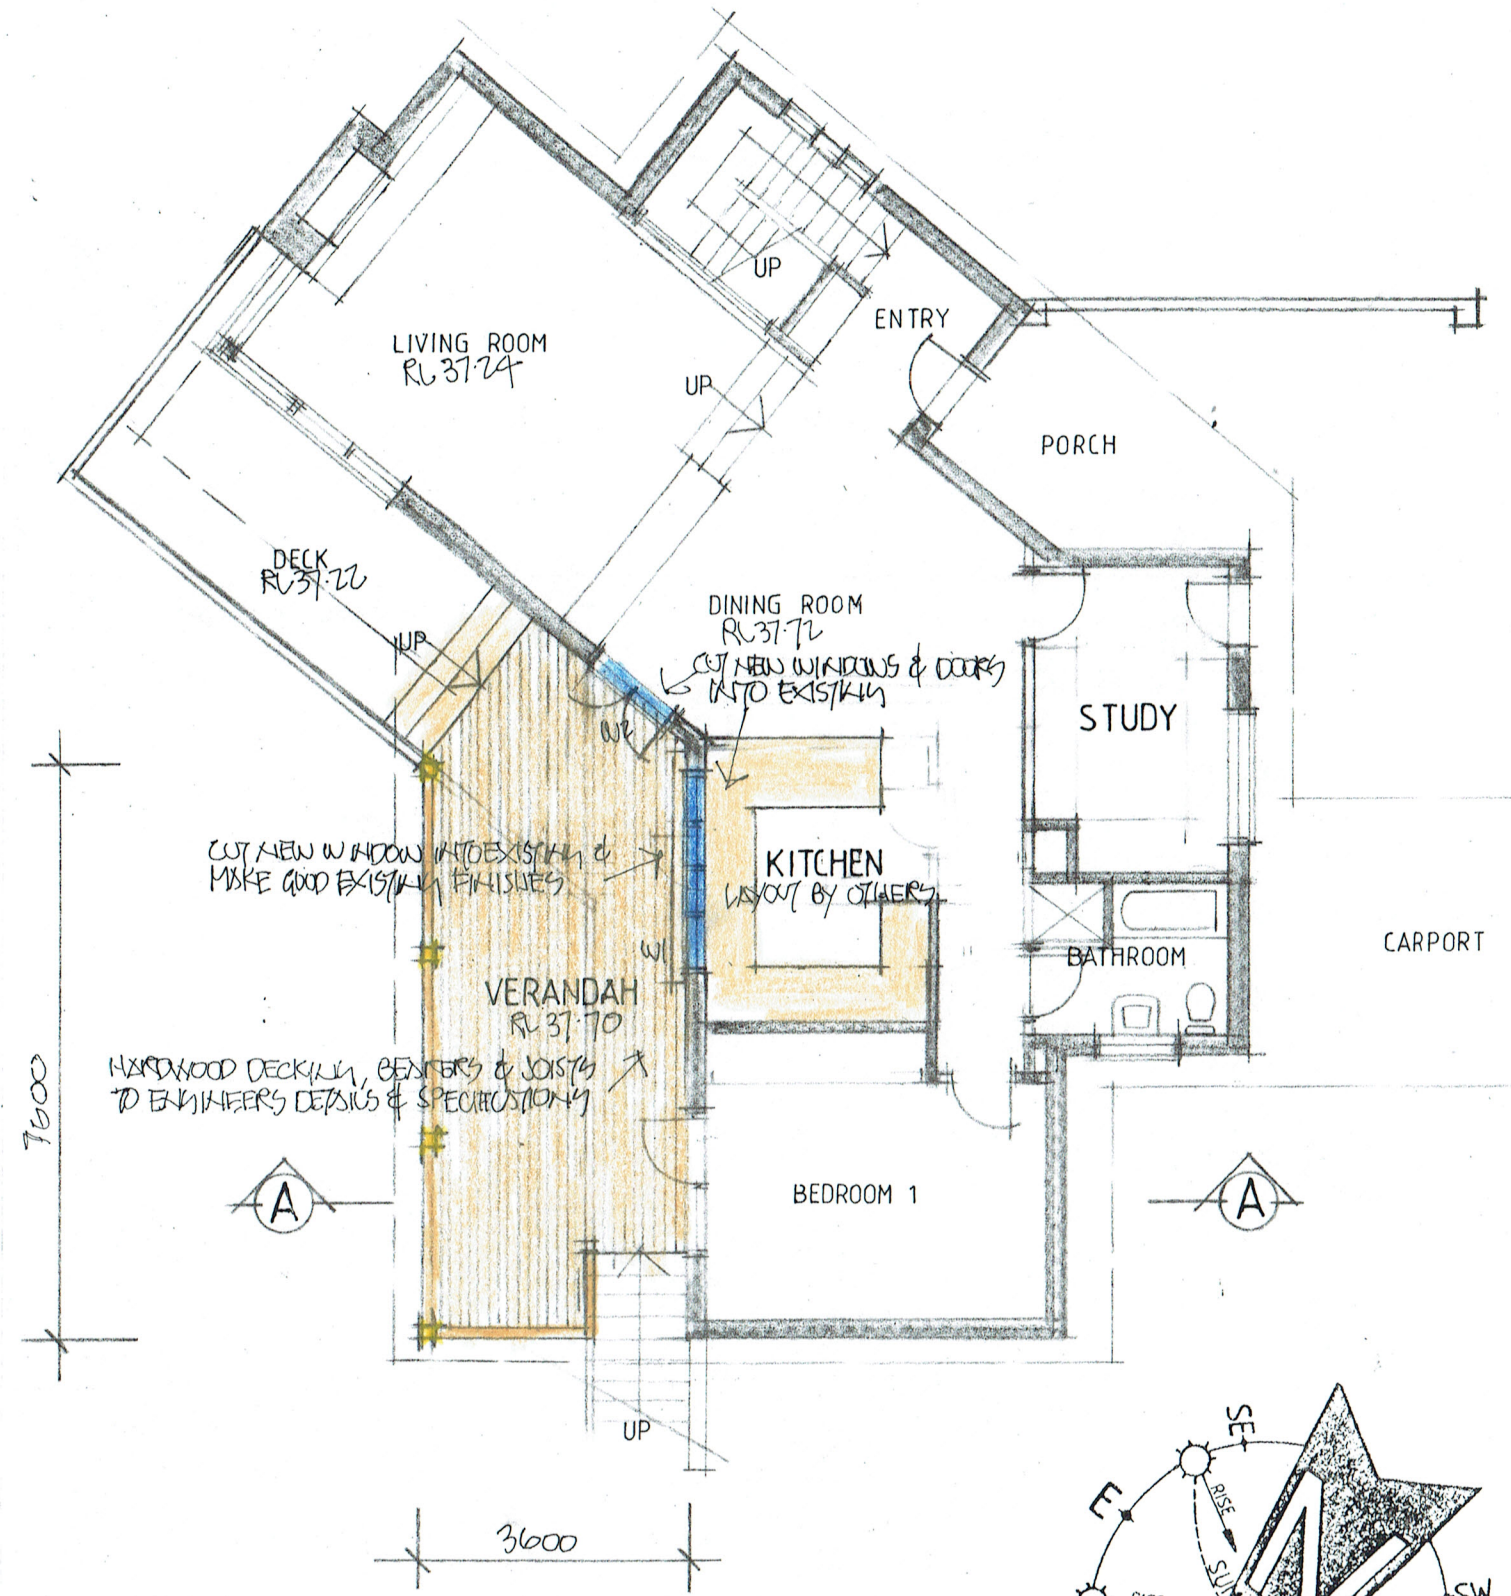 UP
ENTRY
LIVING ROOM
RL 37.24
UP
PORCH
DECK
RL 37.22
DINING ROOM
RL 37.72
CUT NEW WINDOWS & DOORS
INTO EXISTING
UP
STUDY
W2
CUT NEW WINDOW INTO EXISTING &
MAKE GOOD EXISTING FINISHES
KITCHEN
LAYOUT BY OTHERS
W1
BATHROOM
CARPORT
VERANDAH
RL 37.70
HARDWOOD DECKING, BEARERS & JOISTS
TO ENGINEERS DETAILS & SPECIFICATIONS
7600
A
A
BEDROOM 1
UP
3600
SE
E
RISE
SUN
SW